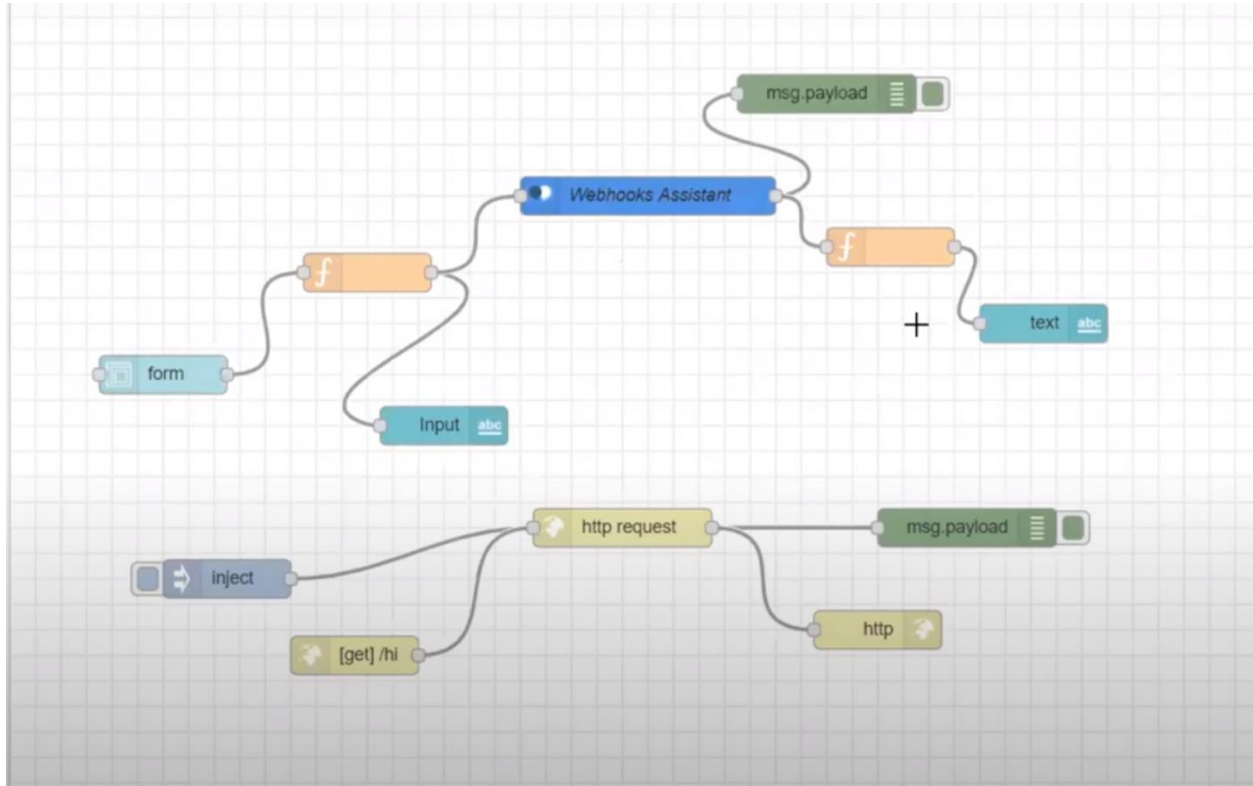 msg.payload
Webhooks Assistant
text abc
form
Input abc
http request
msg.payload
inject
http
[get] /hi